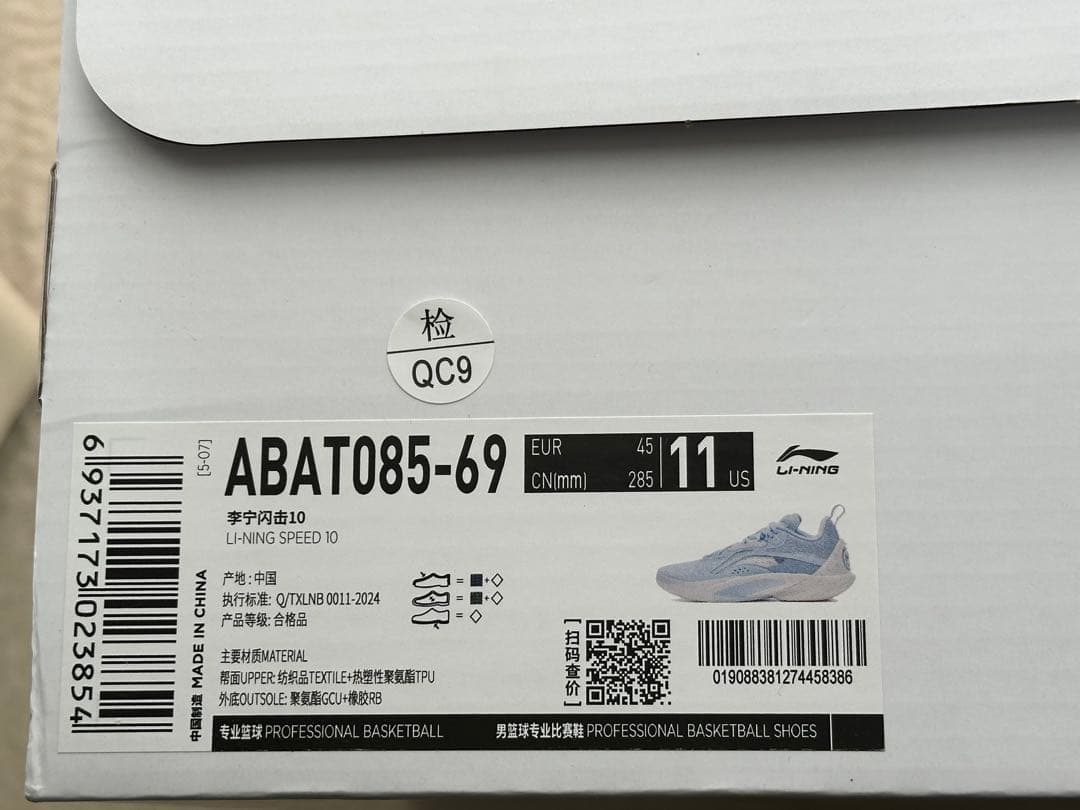 检
QC9
6937173023854
[5-07]
中国制造 MADE IN CHINA
ABAT085-69
EUR 45
CN(mm) 285
11 US
LI-NING
李宁闪击10
LI-NING SPEED 10
产地: 中国
执行标准: Q/TXLNB 0011-2024
产品等级: 合格品
主要材质MATERIAL
帮面UPPER: 纺织品TEXTILE+热塑性聚氨酯TPU
外底OUTSOLE: 聚氨酯GCU+橡胶RB
[扫码查价]
019088381274458386
专业篮球 PROFESSIONAL BASKETBALL
男篮球专业比赛鞋 PROFESSIONAL BASKETBALL SHOES